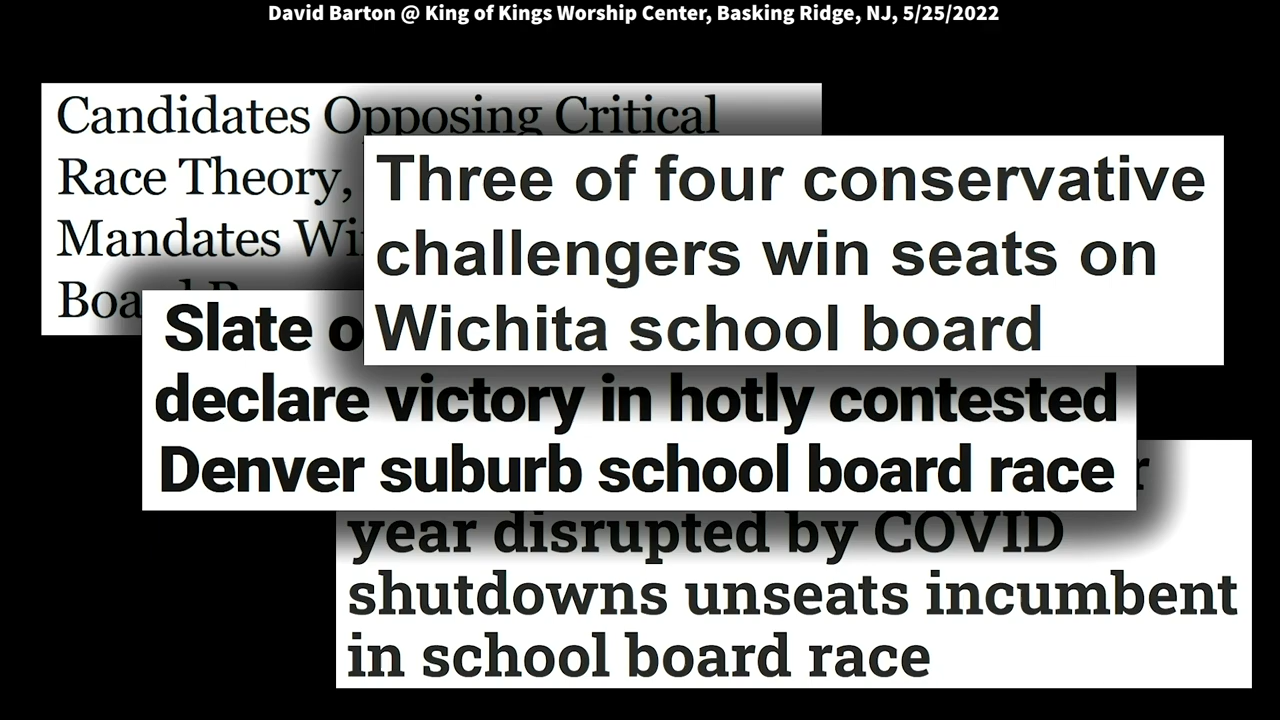 David Barton @ King of Kings Worship Center, Basking Ridge, NJ, 5/25/2022
Candidates Opposing Critical
Race Theory,
Mandates
Three of four conservative
challengers win seats on
Wichita school board
Slate
declare victory in hotly contested
Denver suburb school board race
year disrupted by COVID
shutdowns unseats incumbent
in school board race